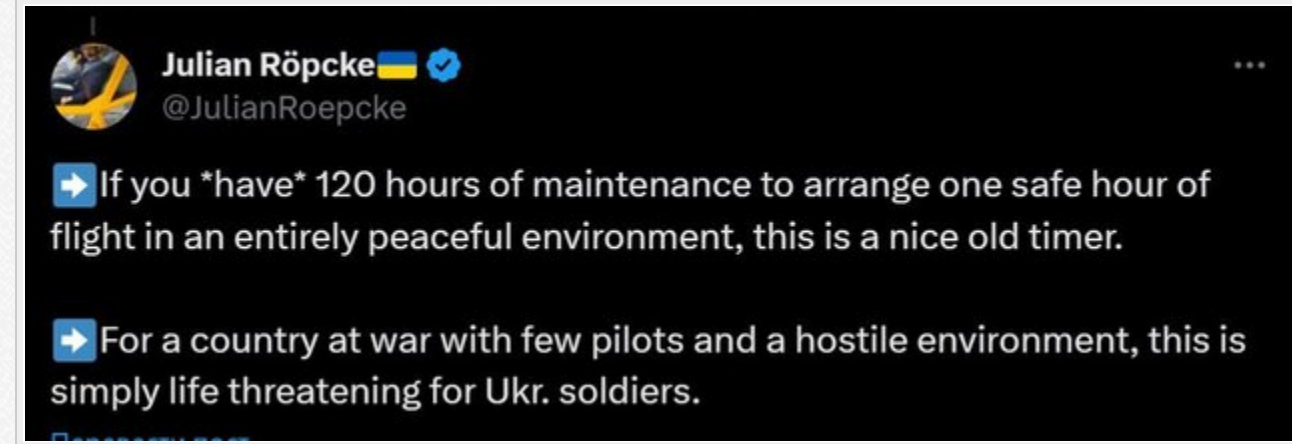 Julian Röpcke🇺🇦
@JulianRoepcke
➡️If you *have* 120 hours of maintenance to arrange one safe hour of
flight in an entirely peaceful environment, this is a nice old timer.
➡️For a country at war with few pilots and a hostile environment, this is
simply life threatening for Ukr. soldiers.